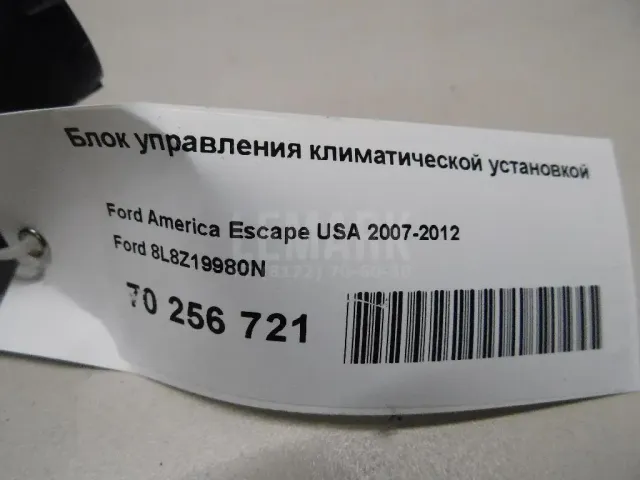 Блок управления климатической установкой
Ford America Escape USA 2007-2012
Ford 8L8Z19980N
70 256 721